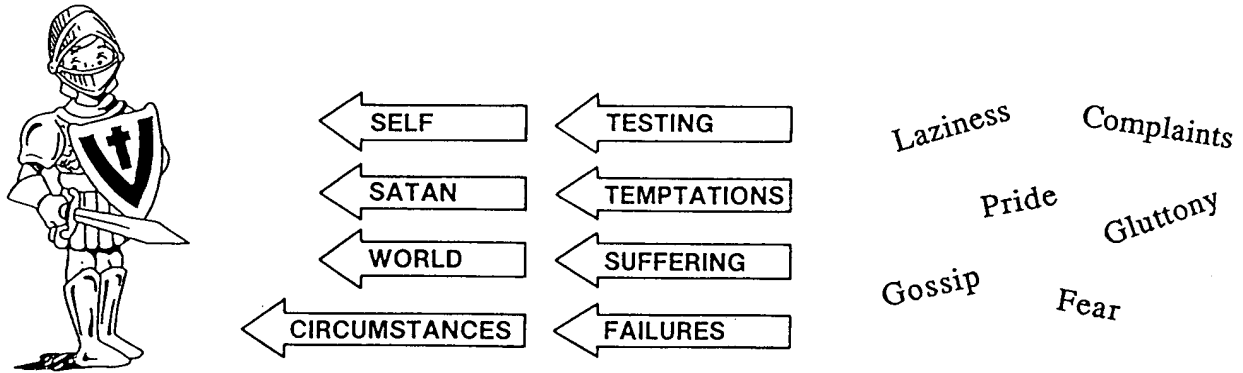 SELF
TESTING
SATAN
TEMPTATIONS
WORLD
SUFFERING
CIRCUMSTANCES
FAILURES
Laziness
Complaints
Pride
Gluttony
Gossip
Fear